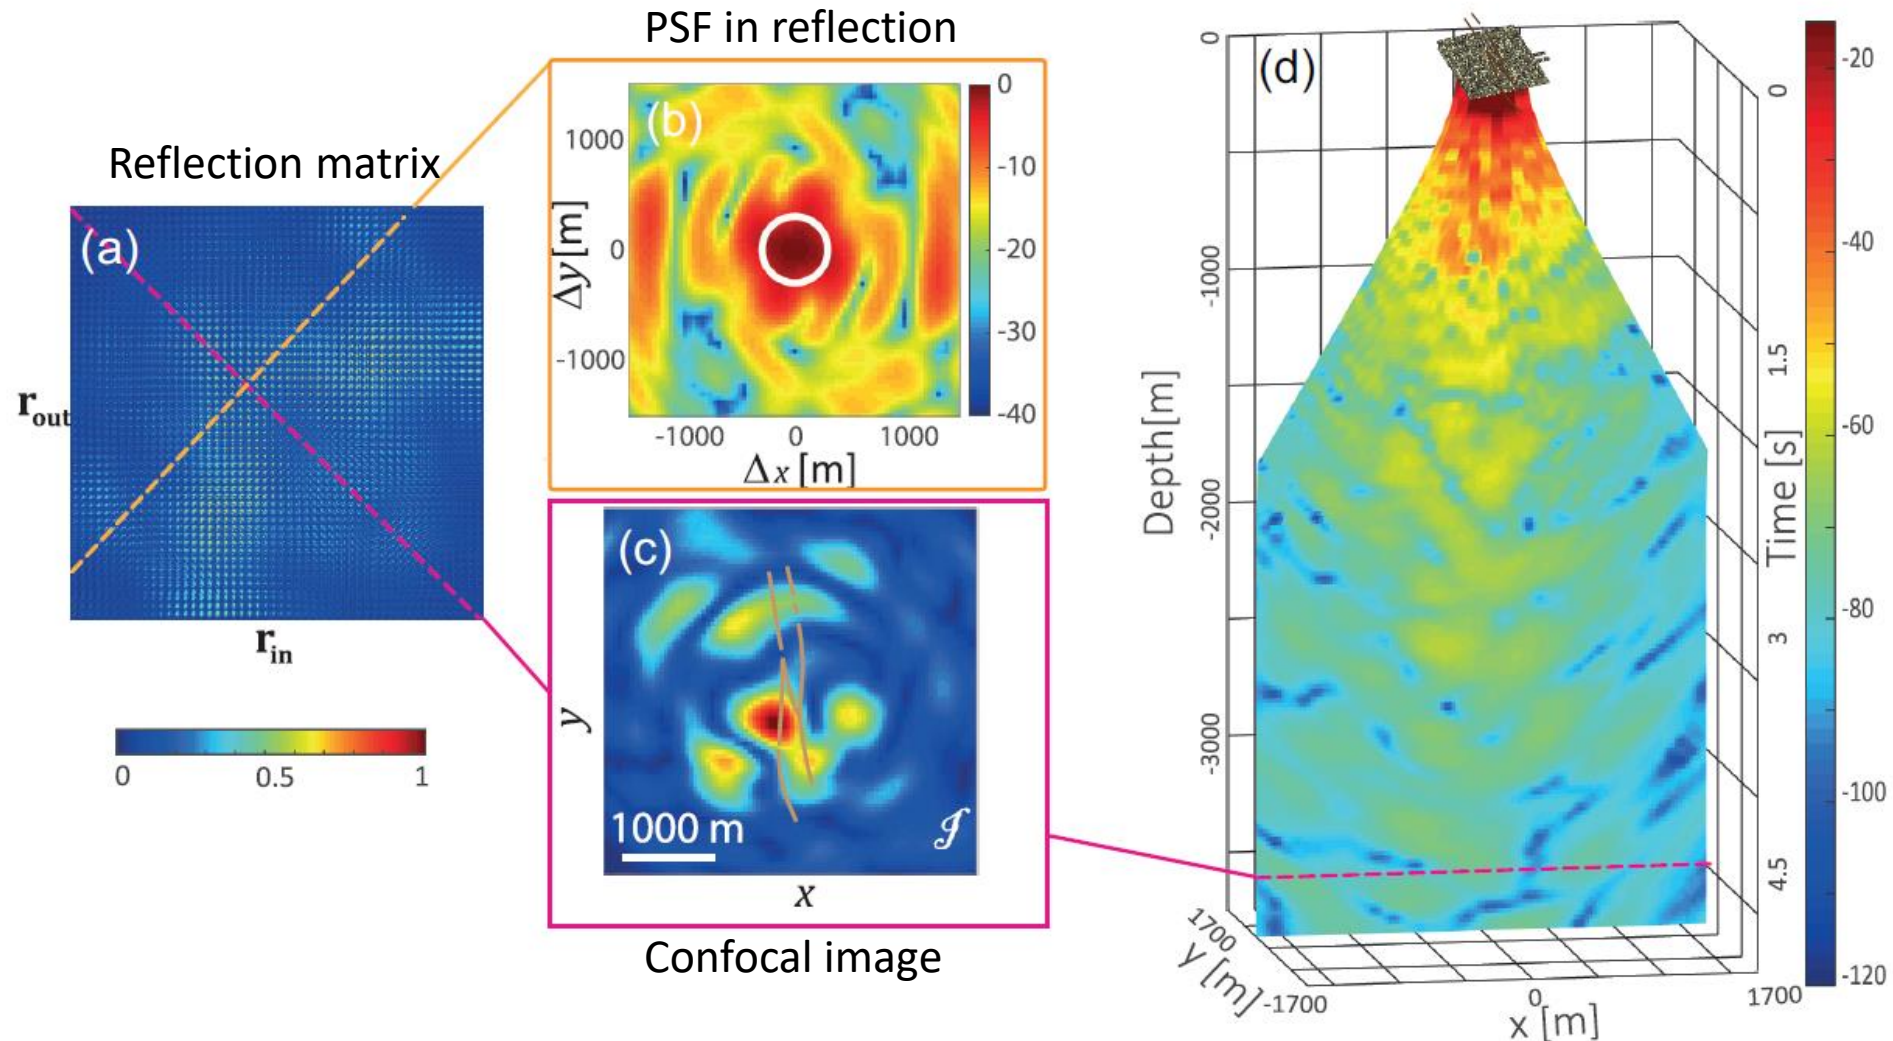 Reflection matrix
(a)
r_out
r_in
0 0.5 1
PSF in reflection
(b)
1000
0
-1000
Δy [m]
-1000 0 1000
Δx [m]
0
-10
-20
-30
-40
(c)
1000 m
𝒥
y
x
Confocal image
(d)
0
-1000
-2000
-3000
Depth[m]
0
1.5
3
4.5
Time [s]
1700
-1700
y [m]
0
1700
x [m]
-20
-40
-60
-80
-100
-120